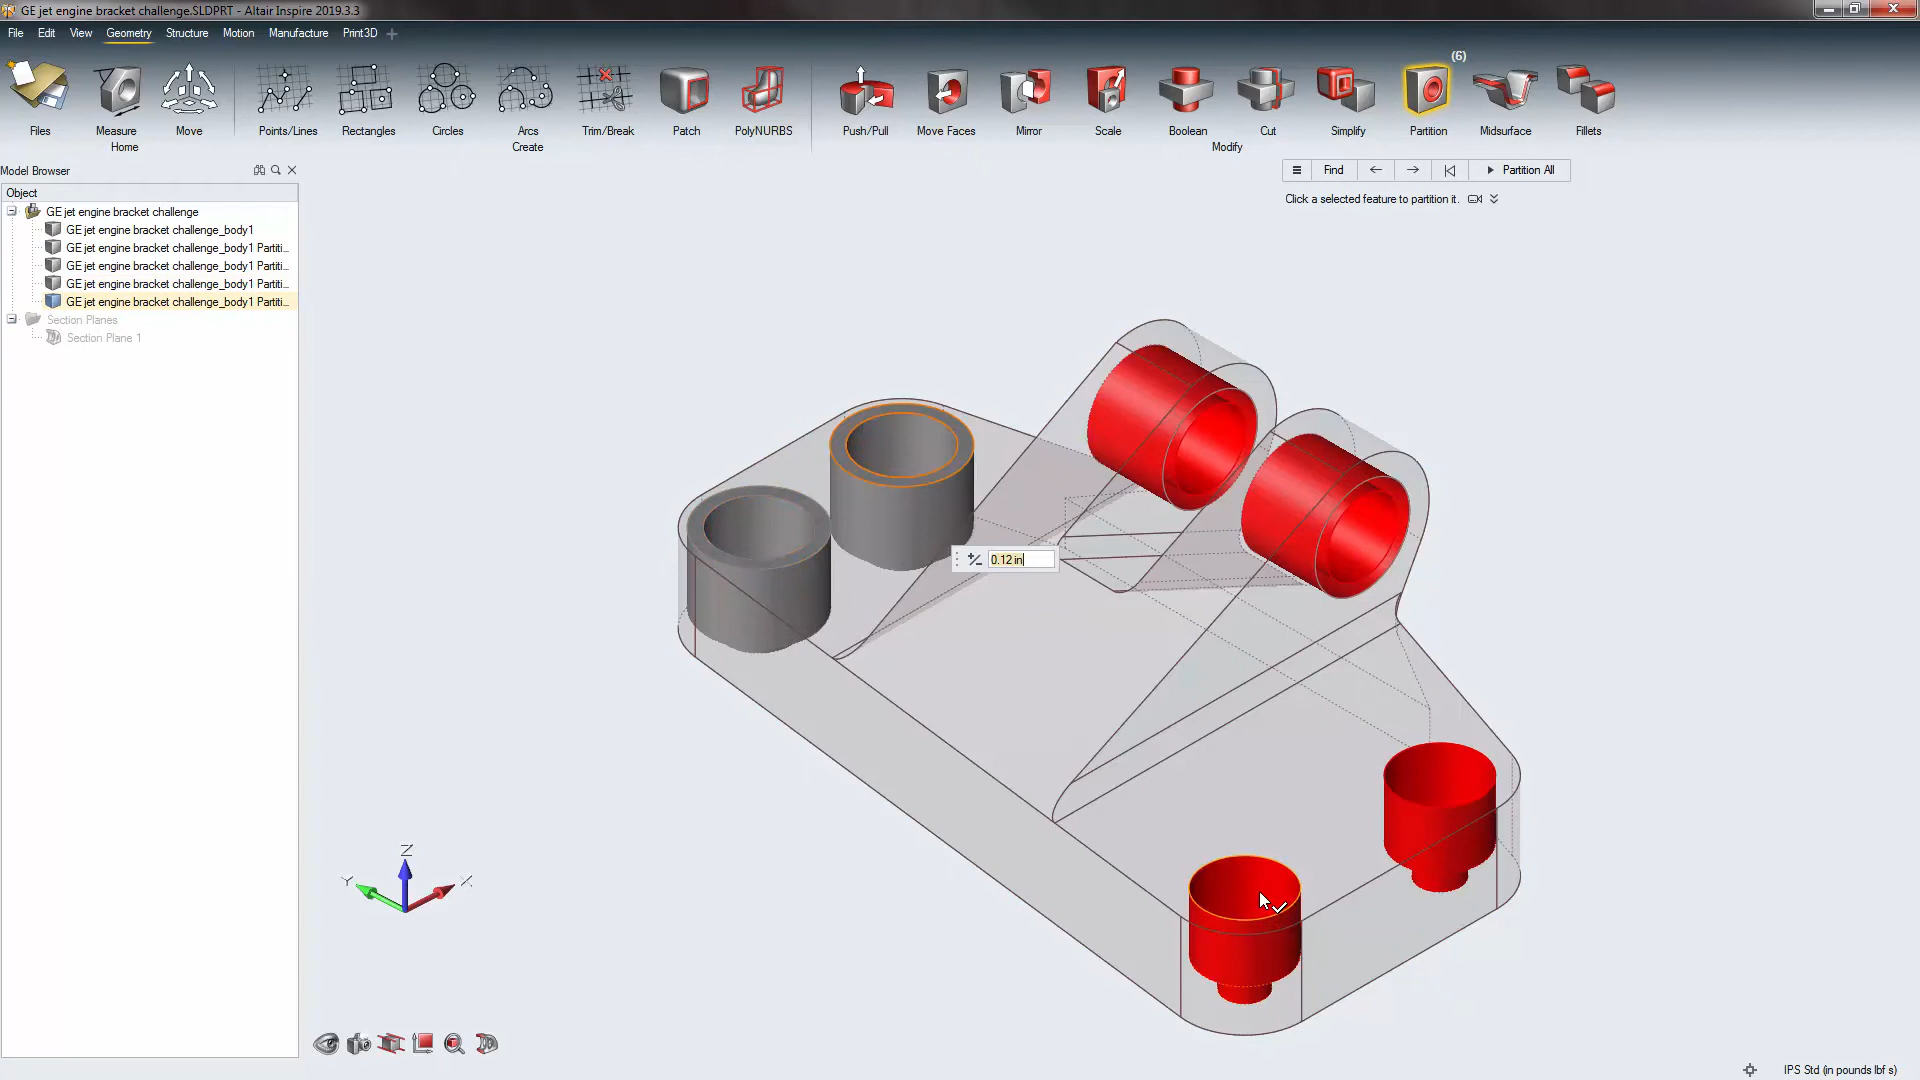 GE jet engine bracket challenge.SLDPRT - Altair Inspire 2019.3.3
File Edit View Geometry Structure Motion Manufacture Print3D
(6)
Files Measure Move Points/Lines Rectangles Circles Arcs Trim/Break Patch PolyNURBS Push/Pull Move Faces Mirror Scale Boolean Cut Simplify Partition Midsurface Fillets
Home Create Modify
Model Browser
Find Partition All
Object
Click a selected feature to partition it.
GE jet engine bracket challenge
GE jet engine bracket challenge_body1
GE jet engine bracket challenge_body1 Partiti...
GE jet engine bracket challenge_body1 Partiti...
GE jet engine bracket challenge_body1 Partiti...
GE jet engine bracket challenge_body1 Partiti...
Section Planes
Section Plane 1
0.12 in
Z
Y X
IPS Std (in pounds lbf s)